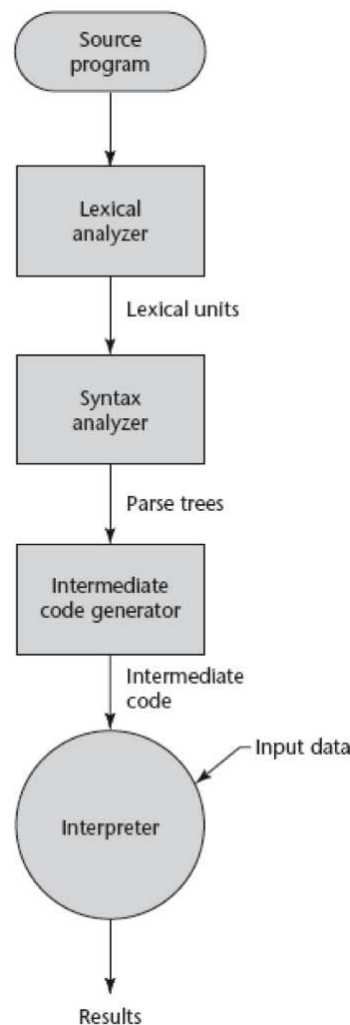 Source
program
Lexical
analyzer
Lexical units
Syntax
analyzer
Parse trees
Intermediate
code generator
Intermediate
code
Input data
Interpreter
Results